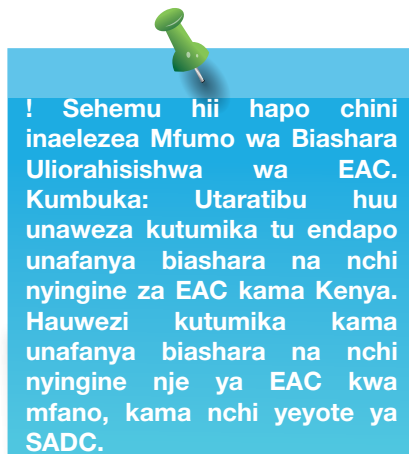 ! Sehemu hii hapo chini
inaelezea Mfumo wa Biashara
Uliorahisishwa wa EAC.
Kumbuka: Utaratibu huu
unaweza kutumika tu endapo
unafanya biashara na nchi
nyingine za EAC kama Kenya.
Hauwezi kutumika kama
unafanya biashara na nchi
nyingine nje ya EAC kwa
mfano, kama nchi yeyote ya
SADC.